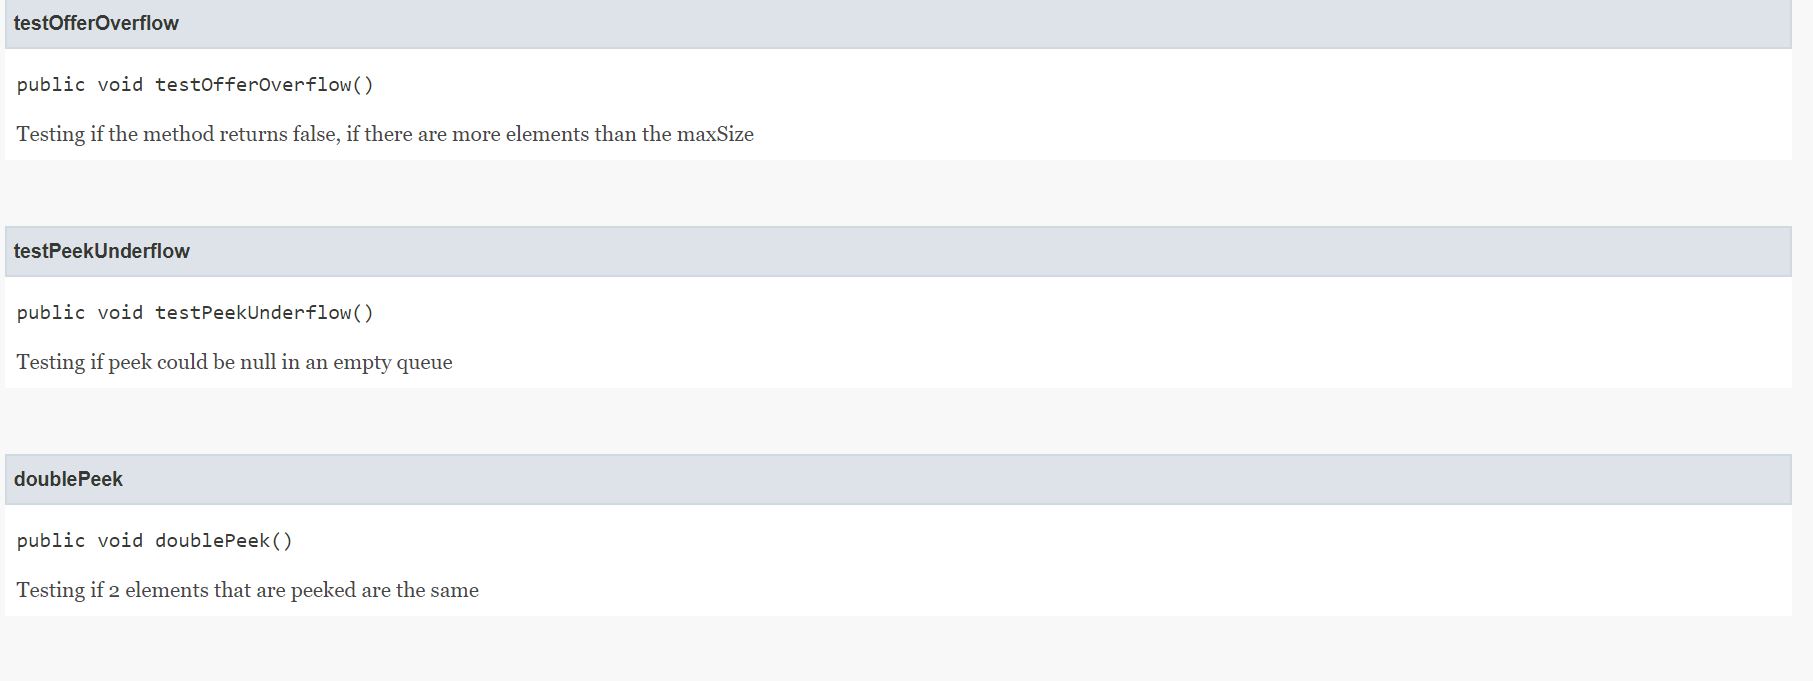 testOfferOverflow
public void testOfferOverflow()
Testing if the method returns false, if there are more elements than the maxSize
testPeekUnderflow
public void testPeekUnderflow()
Testing if peek could be null in an empty queue
doublePeek
public void doublePeek()
Testing if 2 elements that are peeked are the same